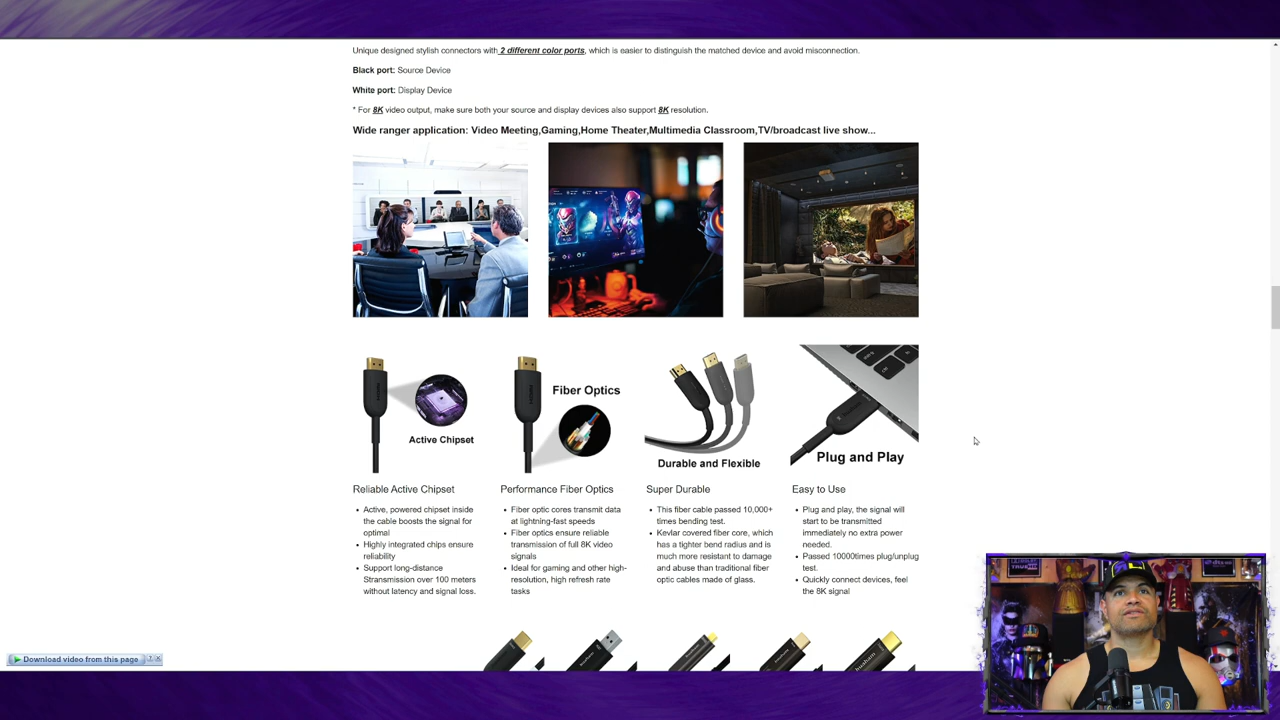 Unique designed stylish connectors with 2 different color ports, which is easier to distinguish the matched device and avoid misconnection.
Black port: Source Device
White port: Display Device
* For 8K video output, make sure both your source and display devices also support 8K resolution.
Wide ranger application: Video Meeting,Gaming,Home Theater,Multimedia Classroom,TV/broadcast live show...
Active Chipset
Fiber Optics
Durable and Flexible
Plug and Play
Reliable Active Chipset
• Active, powered chipset inside
the cable boosts the signal for
optimal
• Highly integrated chips ensure
reliability
• Support long-distance
Stransmission over 100 meters
without latency and signal loss.
Performance Fiber Optics
• Fiber optic cores transmit data
at lightning-fast speeds
• Fiber optics ensure reliable
transmission of full 8K video
signals
• Ideal for gaming and other high-
resolution, high refresh rate
tasks
Super Durable
• This fiber cable passed 10,000+
times bending test.
• Kevlar covered fiber core, which
has a tighter bend radius and is
much more resistant to damage
and abuse than traditional fiber
optic cables made of glass.
Easy to Use
• Plug and play, the signal will
start to be transmitted
immediately no extra power
needed.
• Passed 10000times plug/unplug
test.
• Quickly connect devices, feel
the 8K signal
Download video from this page
? ×